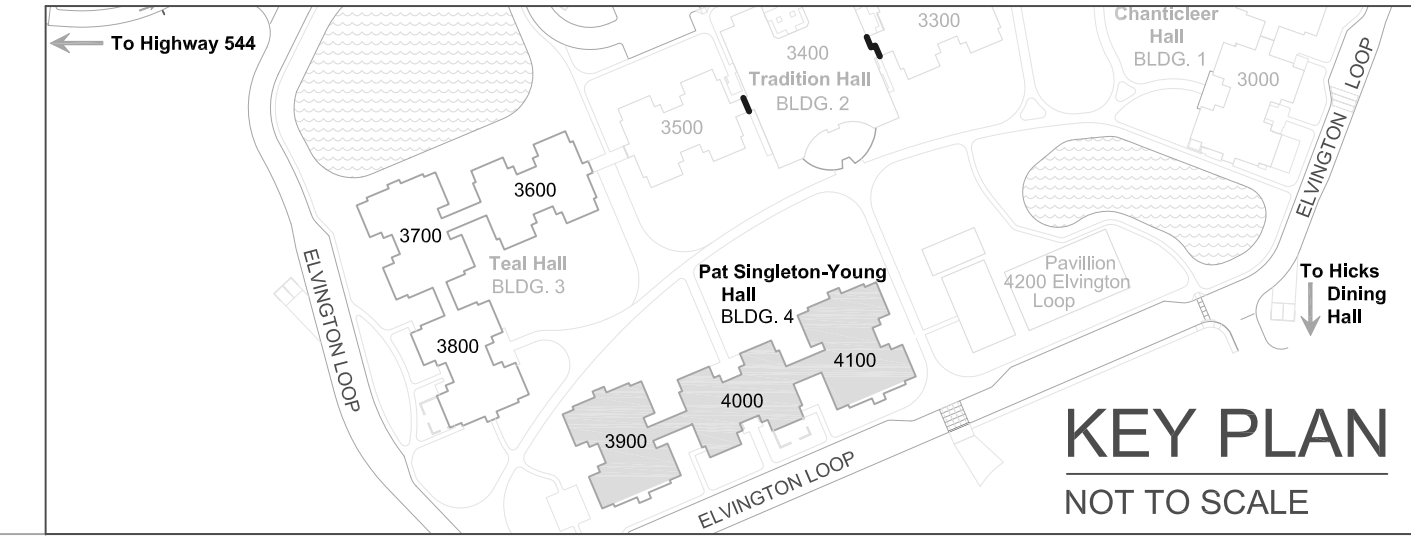 To Highway 544
3300
3400
Tradition Hall
BLDG. 2
Chanticleer
Hall
BLDG. 1
3000
ELVINGTON LOOP
3500
3600
3700
Teal Hall
BLDG. 3
3800
ELVINGTON LOOP
Pat Singleton-Young
Hall
BLDG. 4
4100
4000
3900
Pavillion
4200 Elvington
Loop
To Hicks
Dining
Hall
ELVINGTON LOOP
KEY PLAN
NOT TO SCALE